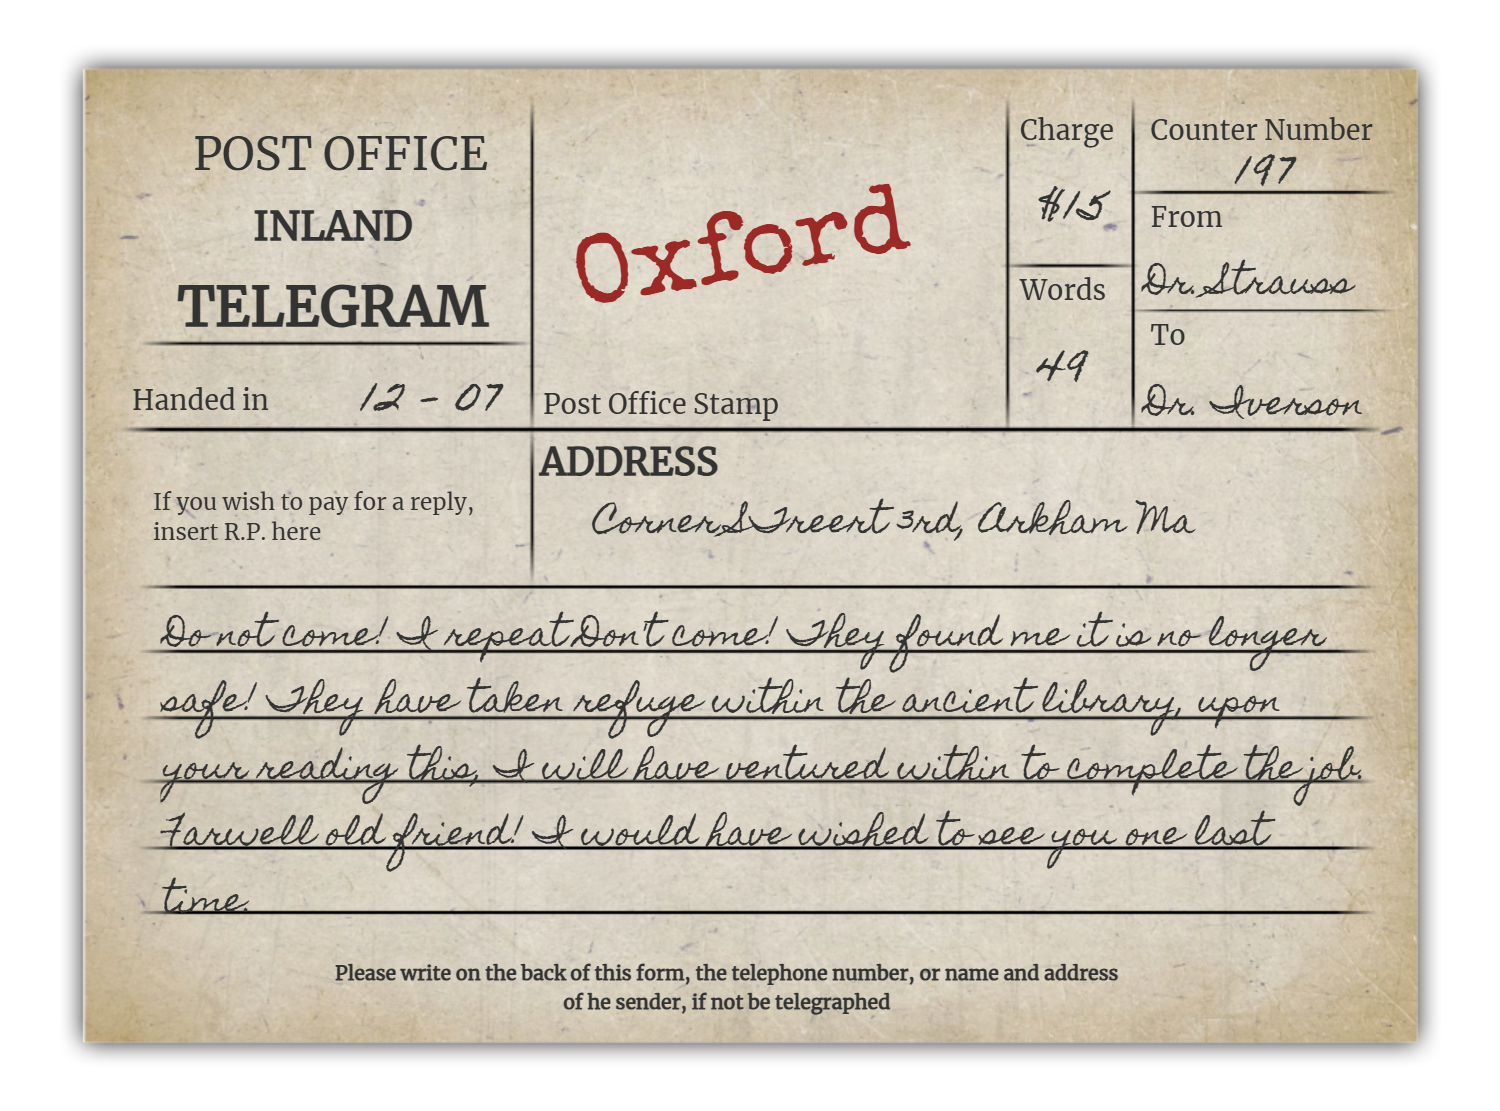 POST OFFICE
INLAND
TELEGRAM
Handed in 12 - 07
Oxford
Post Office Stamp
Charge
$15
Words
49
Counter Number
197
From
Dr. Strauss
To
Dr. Iverson
If you wish to pay for a reply,
insert R.P. here
ADDRESS
Corner STreert 3rd, Arkham Ma
Do not come! I repeat Don't come! They found me it is no longer
safe! They have taken refuge within the ancient library, upon
your reading this, I will have ventured within to complete the job.
Farwell old friend! I would have wished to see you one last
time.
Please write on the back of this form, the telephone number, or name and address
of he sender, if not be telegraphed